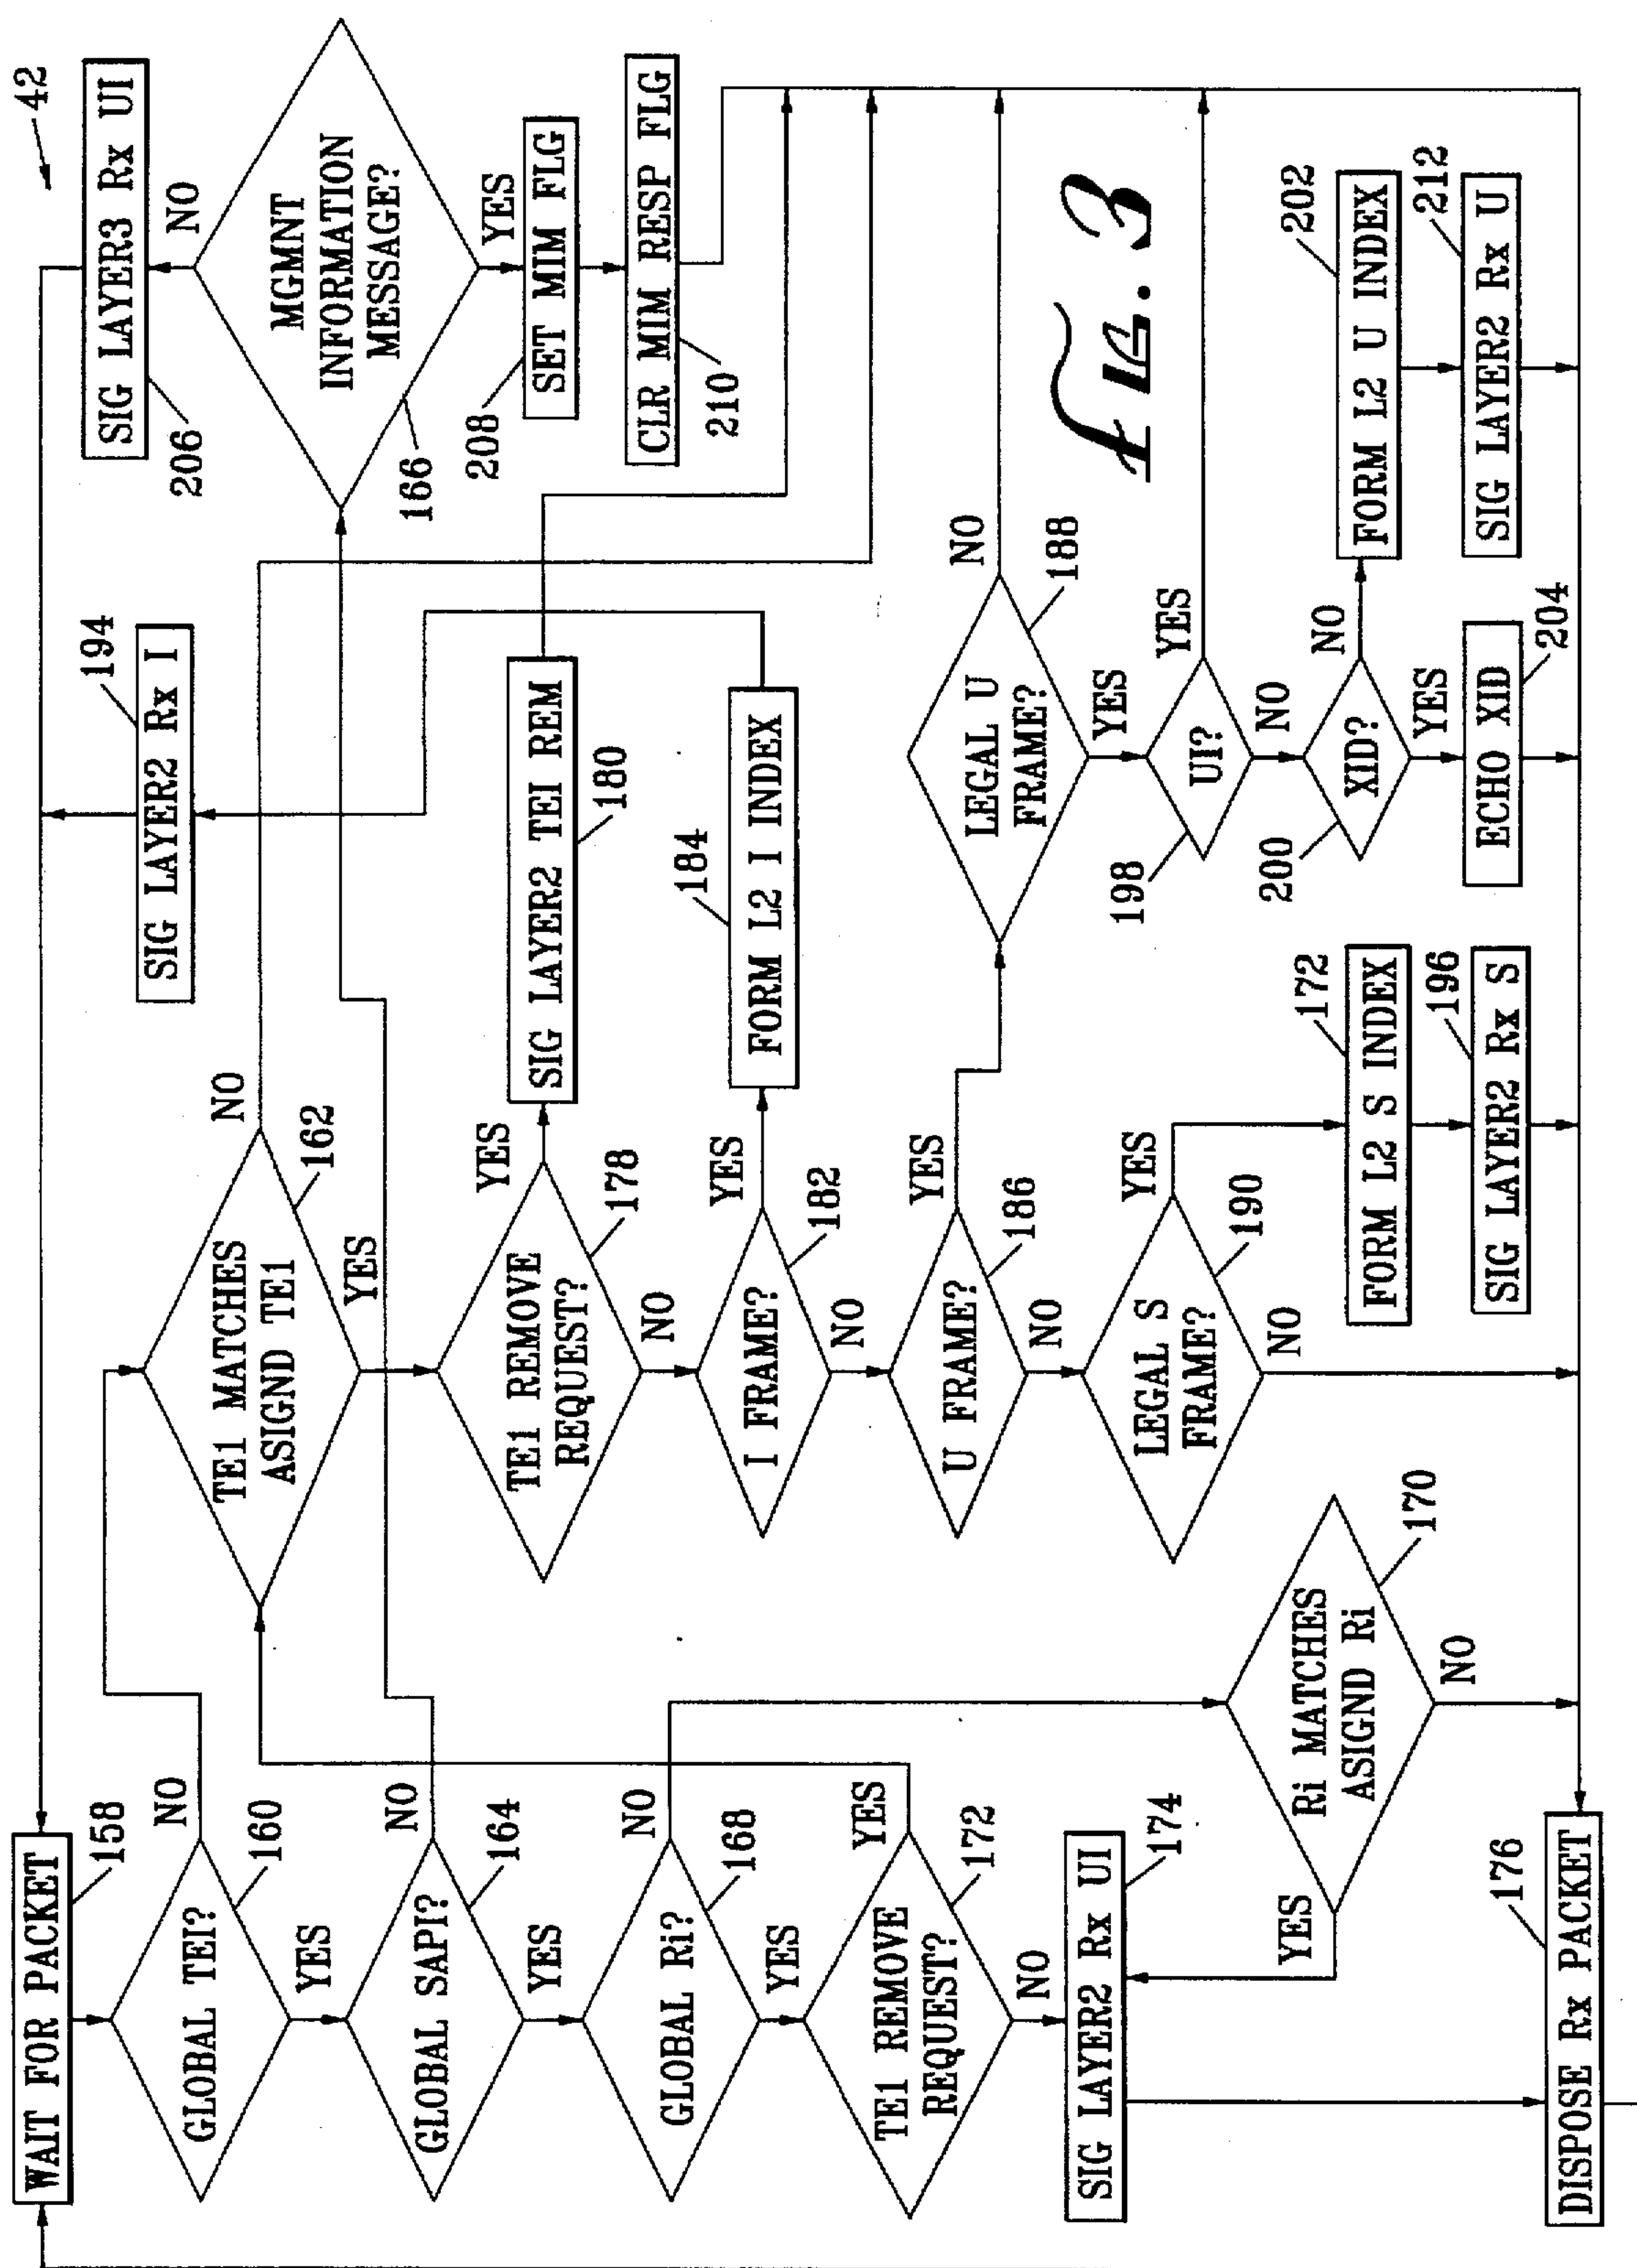 42
WAIT FOR PACKET
158
GLOBAL TEI?
160
NO
YES
GLOBAL SAPI?
164
NO
YES
GLOBAL Ri?
168
NO
YES
TE1 REMOVE
REQUEST?
172
YES
NO
SIG LAYER2 Rx UI
174
Ri MATCHES
ASIGND Ri
170
YES
NO
DISPOSE Rx PACKET
176
TE1 MATCHES
ASIGND TE1
162
NO
YES
TE1 REMOVE
REQUEST?
178
YES
NO
SIG LAYER2 TEI REM
180
I FRAME?
182
YES
NO
FORM L2 I INDEX
184
SIG LAYER2 Rx I
194
U FRAME?
186
YES
NO
LEGAL S
FRAME?
190
YES
NO
FORM L2 S INDEX
172
SIG LAYER2 Rx S
196
LEGAL U
FRAME?
188
NO
YES
UI?
198
YES
NO
XID?
200
NO
YES
ECHO XID
204
FORM L2 U INDEX
202
SIG LAYER2 Rx U
212
SIG LAYER3 Rx UI
206
NO
MGMNT
INFORMATION
MESSAGE?
166
YES
SET MIM FLG
208
CLR MIM RESP FLG
210
FIG. 3